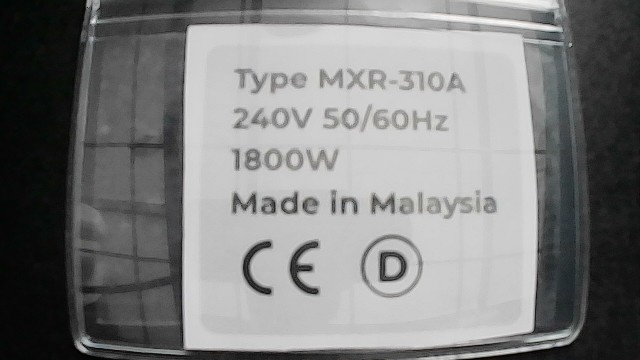 Type MXR-310A
240V 50/60Hz
1800W
Made in Malaysia
CE D